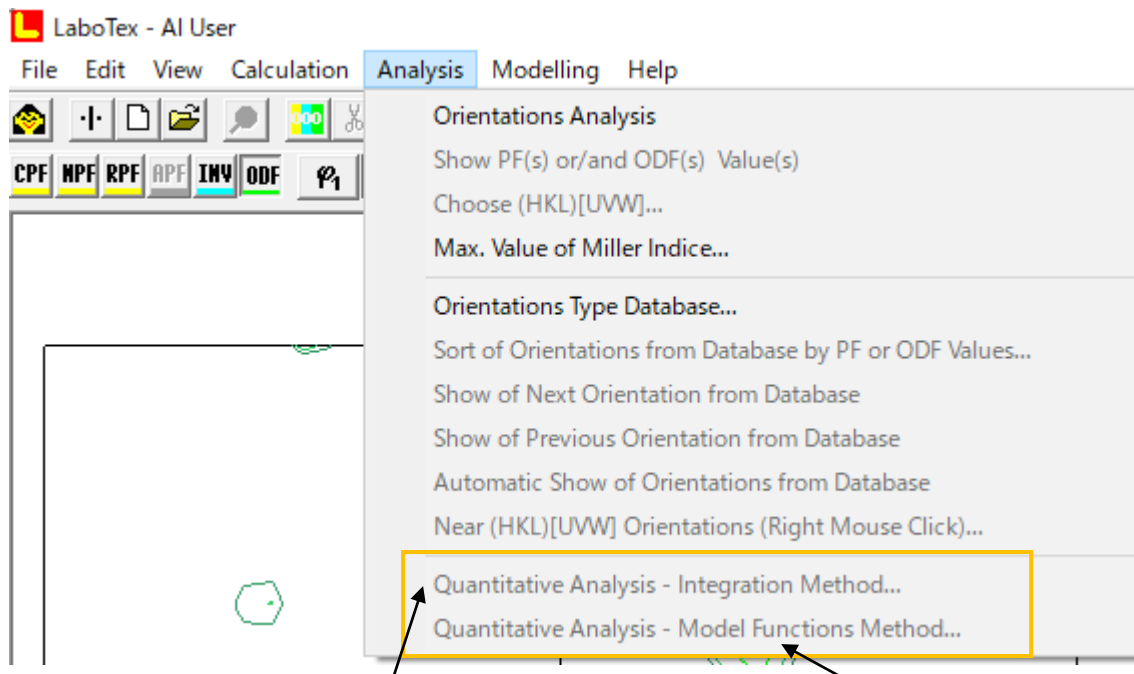 LaboTex - AI User
File Edit View Calculation Analysis Modelling Help
CPF NPF RPF APF INV ODF φ1
Orientations Analysis
Show PF(s) or/and ODF(s) Value(s)
Choose (HKL)[UVW]...
Max. Value of Miller Indice...
Orientations Type Database...
Sort of Orientations from Database by PF or ODF Values...
Show of Next Orientation from Database
Show of Previous Orientation from Database
Automatic Show of Orientations from Database
Near (HKL)[UVW] Orientations (Right Mouse Click)...
Quantitative Analysis - Integration Method...
Quantitative Analysis - Model Functions Method...